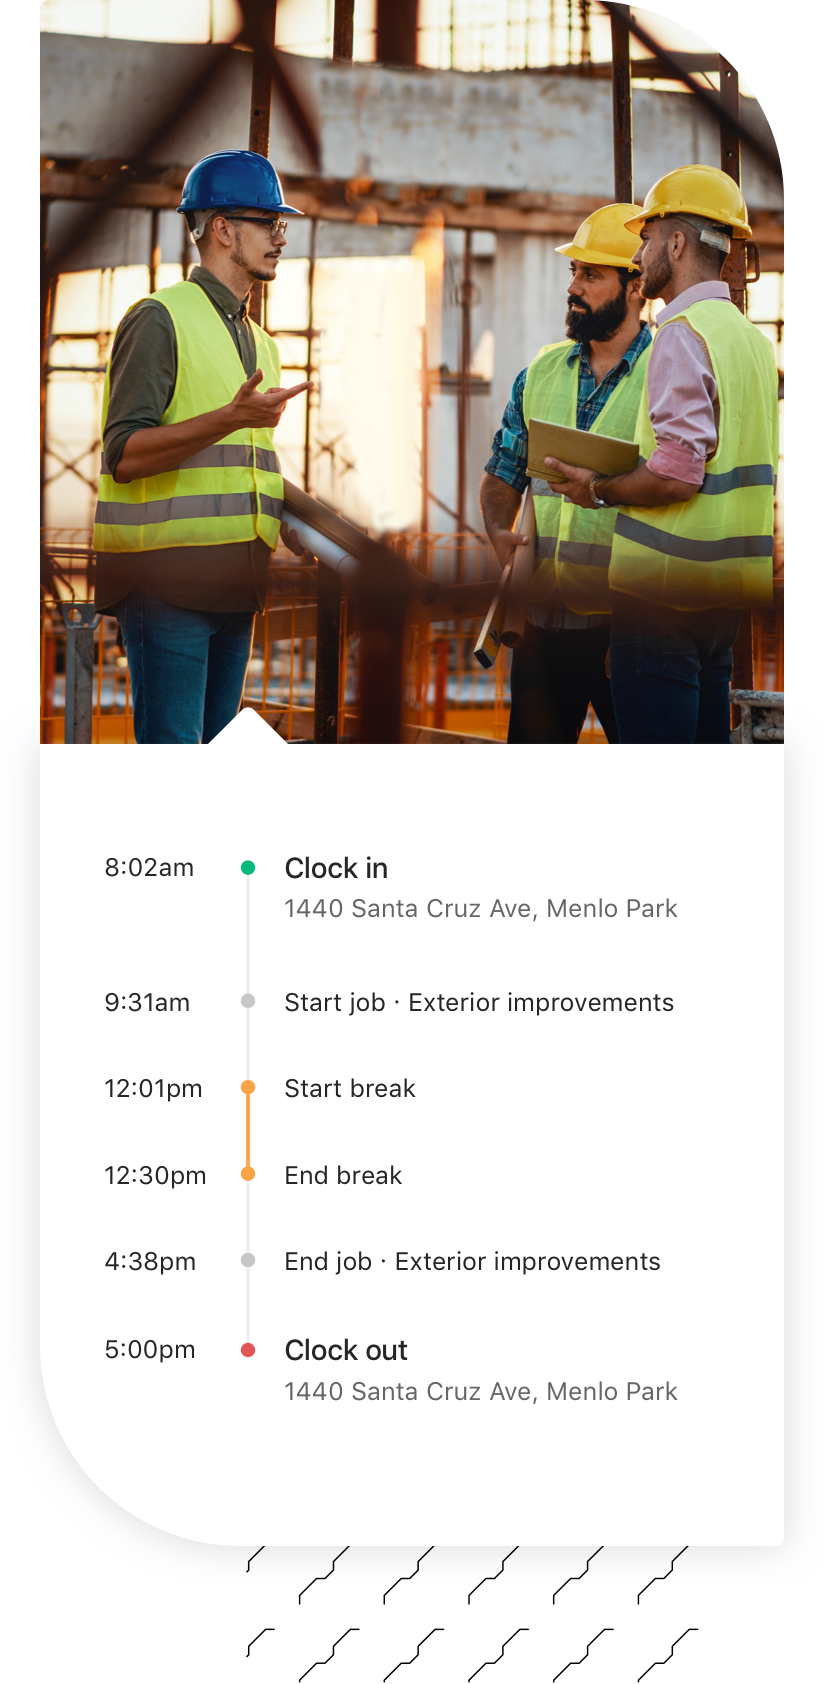 8:02am Clock in
1440 Santa Cruz Ave, Menlo Park
9:31am Start job · Exterior improvements
12:01pm Start break
12:30pm End break
4:38pm End job · Exterior improvements
5:00pm Clock out
1440 Santa Cruz Ave, Menlo Park